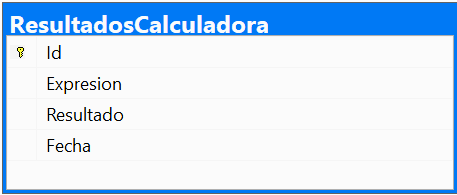 ResultadosCalculadora
Id
Expresion
Resultado
Fecha